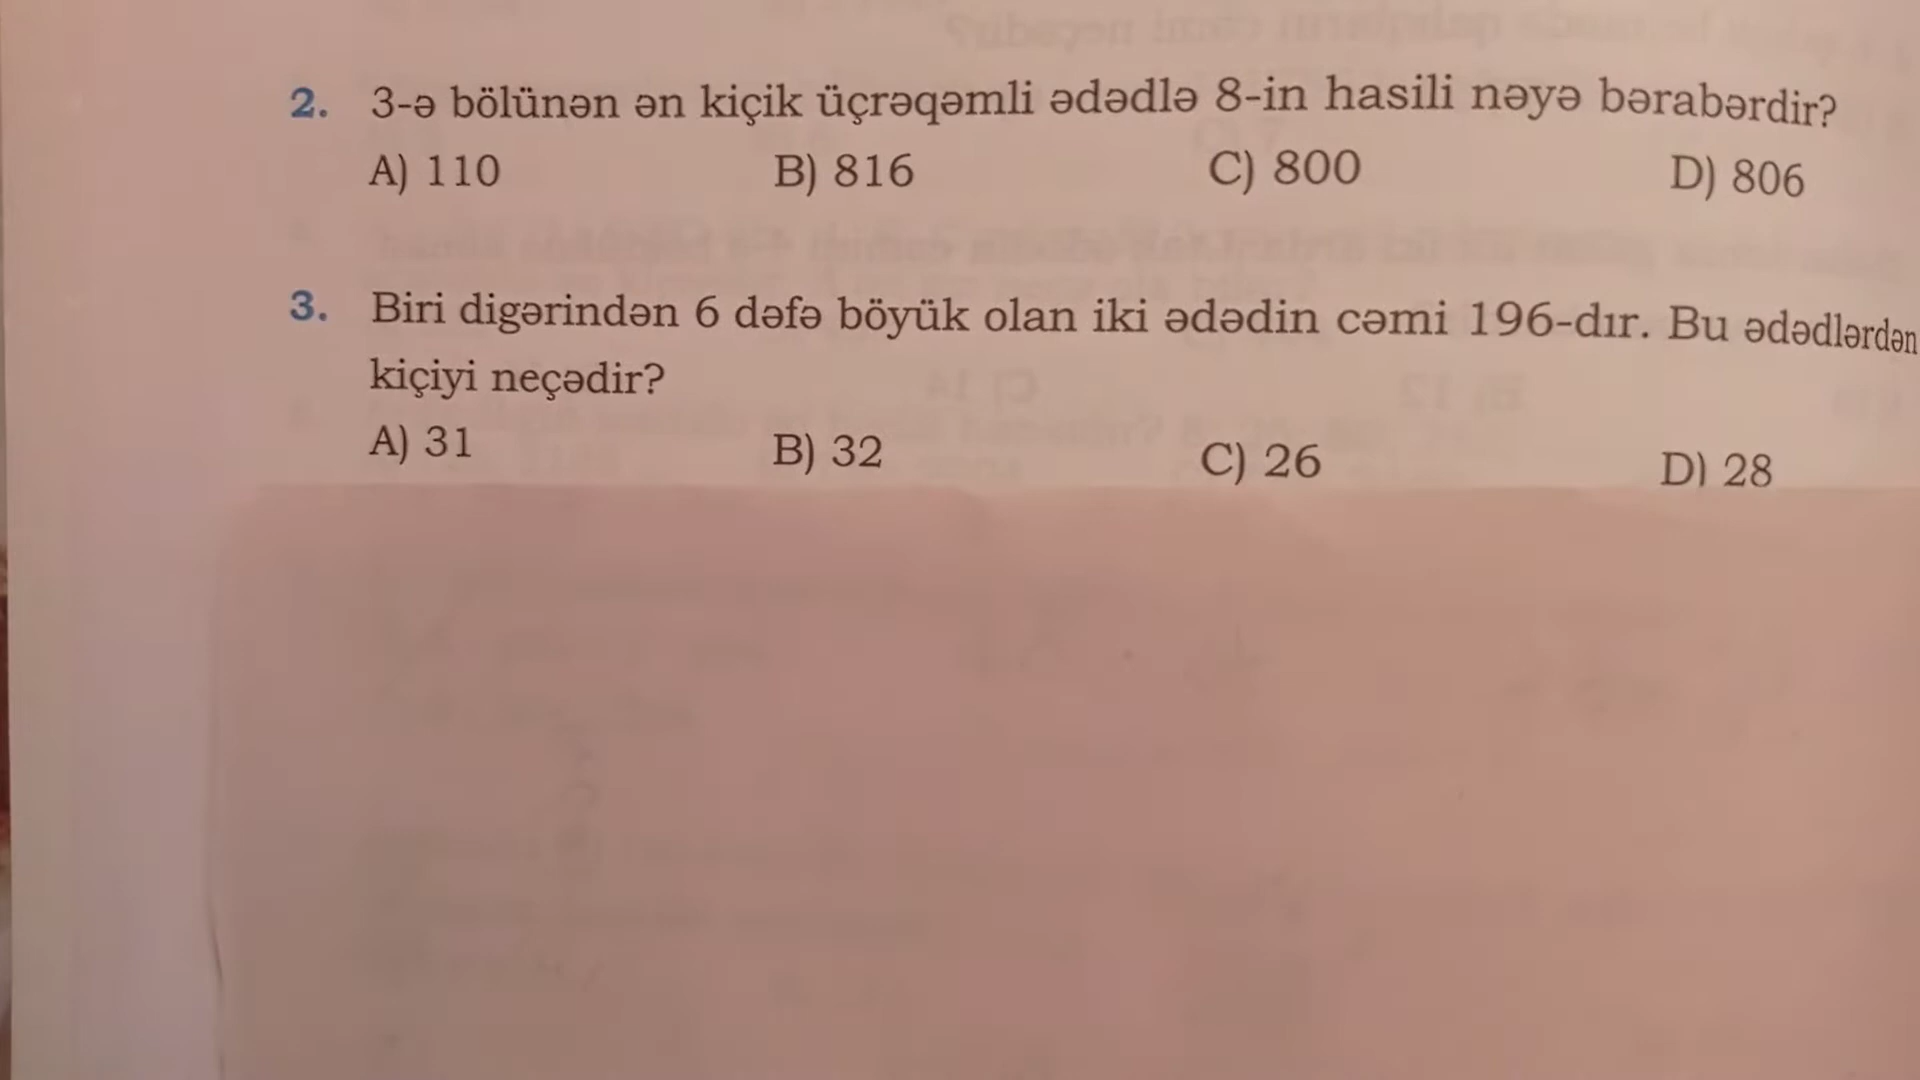 2. 3-ə bölünən ən kiçik üçrəqəmli ədədlə 8-in hasili nəyə bərabərdir?
A) 110 B) 816 C) 800 D) 806
3. Biri digərindən 6 dəfə böyük olan iki ədədin cəmi 196-dır. Bu ədədlərdən
kiçiyi neçədir?
A) 31 B) 32 C) 26 D) 28